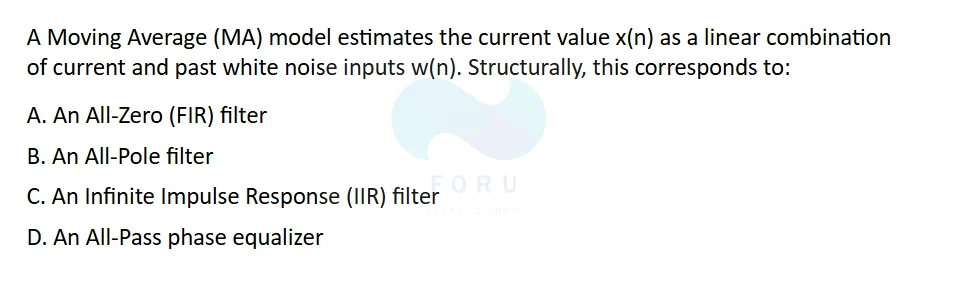 A Moving Average (MA) model estimates the current value x(n) as a linear combination
of current and past white noise inputs w(n). Structurally, this corresponds to:
A. An All-Zero (FIR) filter
B. An All-Pole filter
FORU
C. An Infinite Impulse Response (IIR) filter
D. An All-Pass phase equalizer